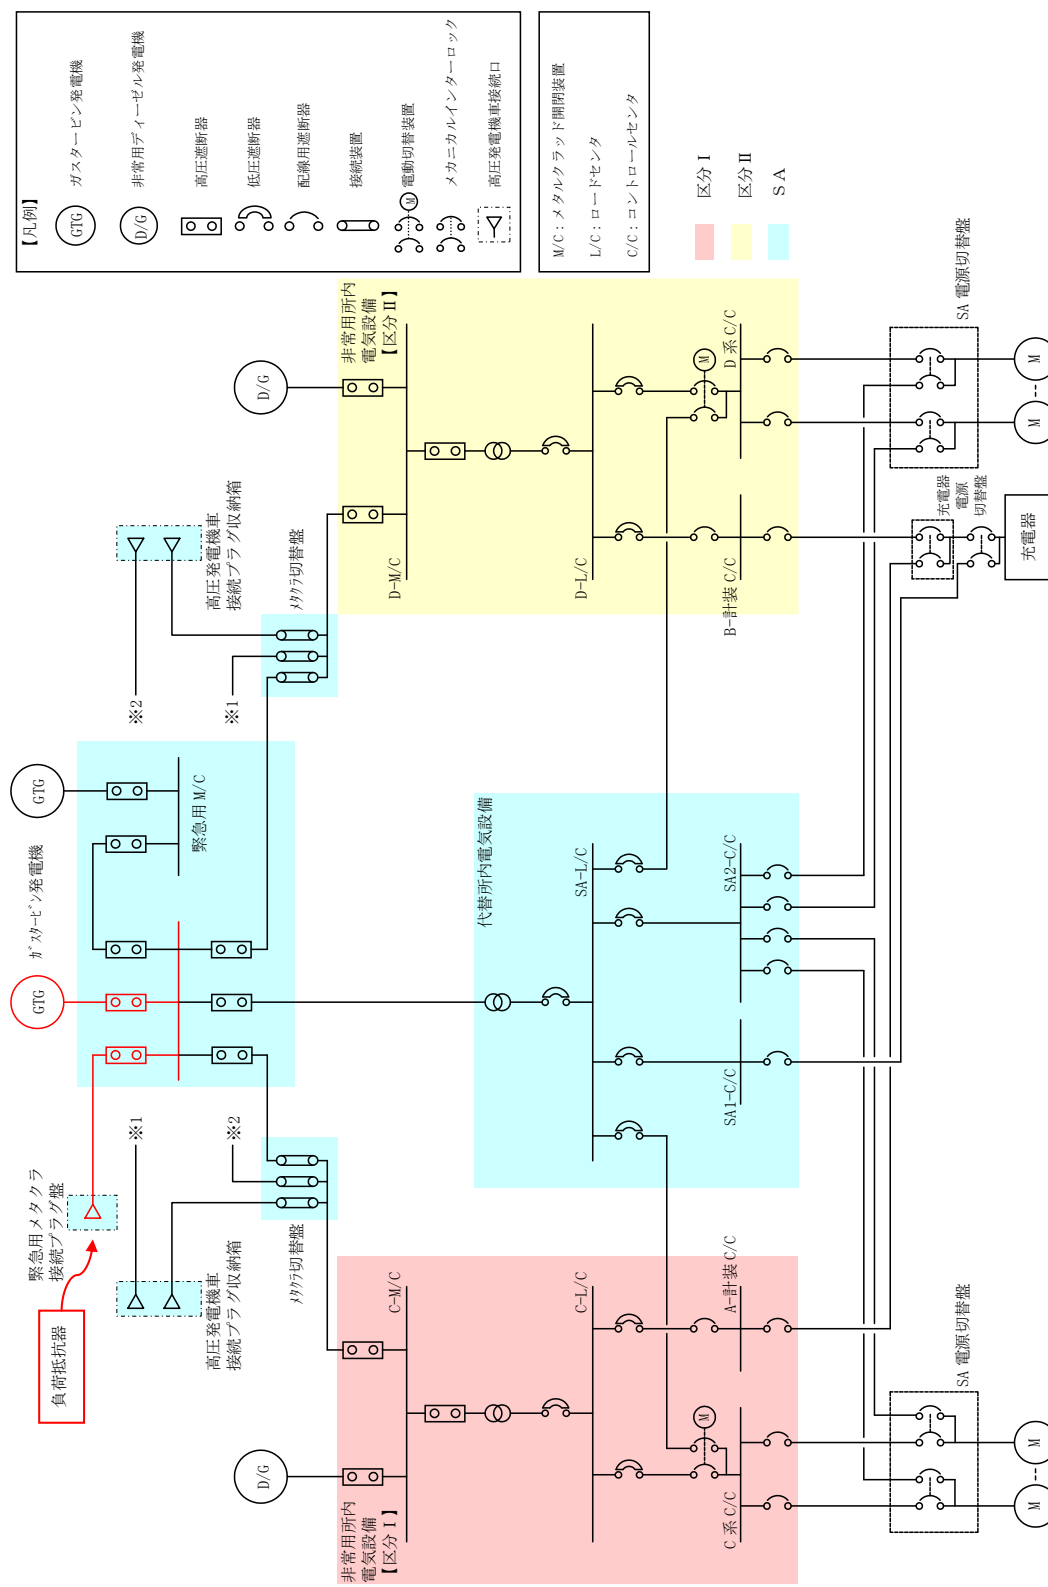 【凡例】
GTG
ガスタービン発電機
D/G
非常用ディーゼル発電機
高圧遮断器
低圧遮断器
配線用遮断器
接続装置
M
電動切替装置
メカニカルインターロック
高圧発電機車接続口
M/C：メタルクラッド開閉装置
L/C：ロードセンタ
C/C：コントロールセンタ
区分Ⅰ
区分Ⅱ
ＳＡ
GTG
GTG
ｶﾞｽﾀｰﾋﾞﾝ発電機
緊急用 M/C
緊急用メタクラ
接続プラグ盤
負荷抵抗器
※1
※2
※2
※1
高圧発電機車
接続プラグ収納箱
高圧発電機車
接続プラグ収納箱
ﾒﾀｸﾗ切替盤
ﾒﾀｸﾗ切替盤
D/G
D/G
非常用所内
電気設備
【区分Ⅰ】
C-M/C
C-L/C
M
C 系 C/C
A-計装 C/C
代替所内電気設備
SA-L/C
SA1-C/C
SA2-C/C
非常用所内
電気設備
【区分Ⅱ】
D-M/C
D-L/C
M
B-計装 C/C
D 系 C/C
SA 電源切替盤
M
M
充電器
電源
切替盤
充電器
SA 電源切替盤
M
M